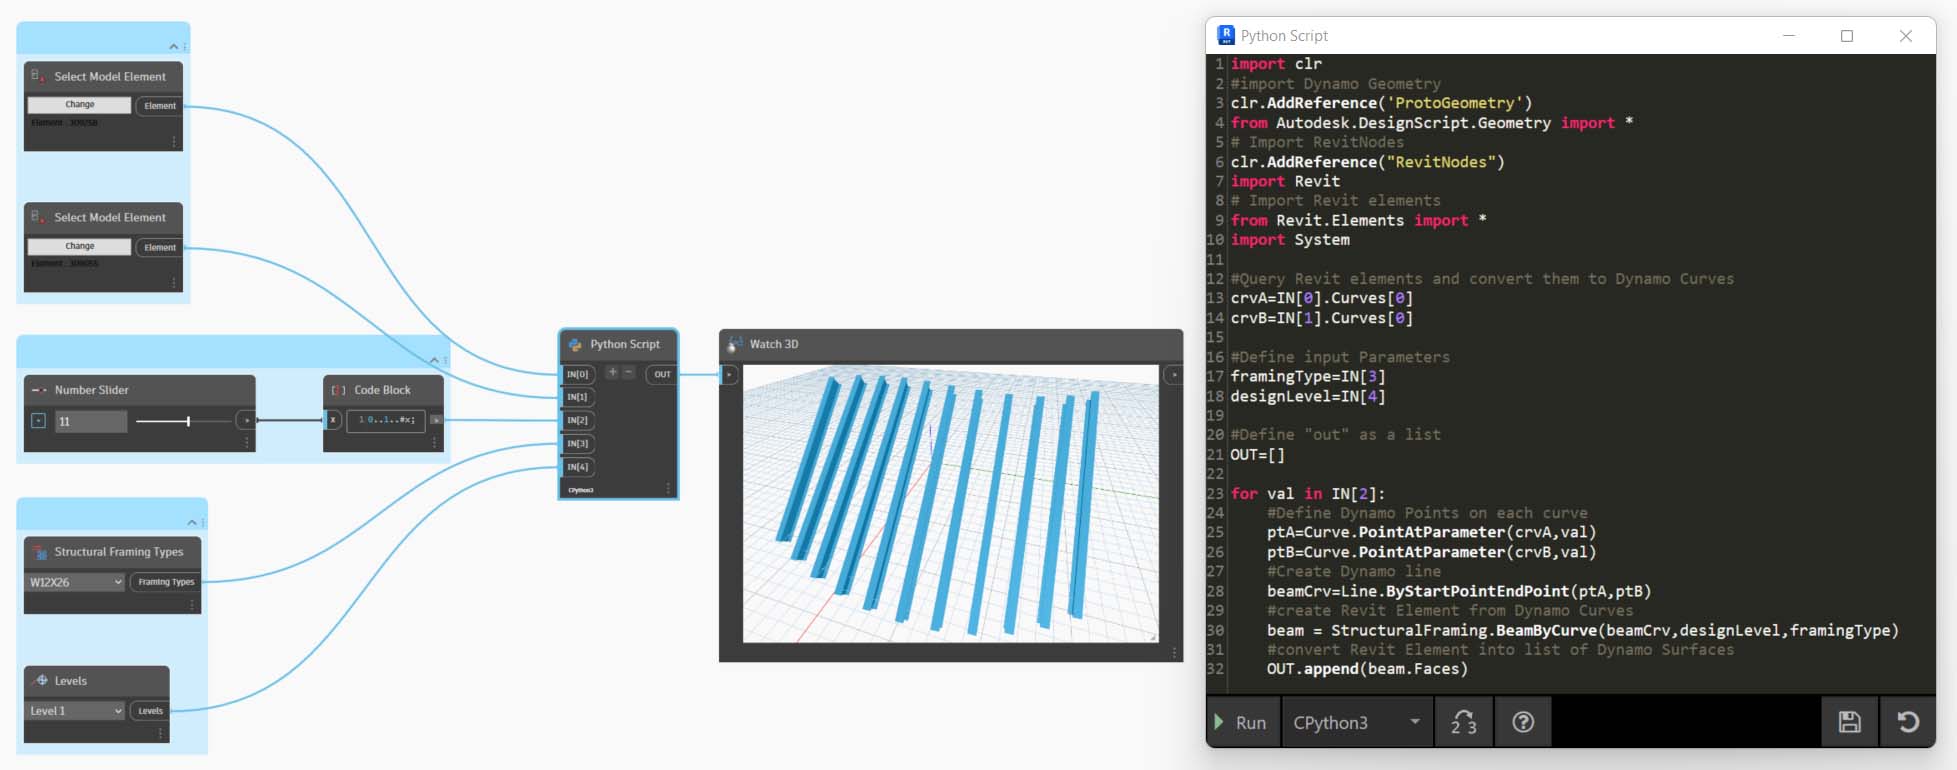 Select Model Element
Change
Element
Select Model Element
Change
Element
Number Slider
11
Code Block
x
1 0..1..#x;
Structural Framing Types
W12X26
Framing Types
Levels
Level 1
Levels
Python Script
IN[0]
+ −
OUT
IN[1]
IN[2]
IN[3]
IN[4]
CPython3
Watch 3D
Python Script
1 import clr
2 #import Dynamo Geometry
3 clr.AddReference('ProtoGeometry')
4 from Autodesk.DesignScript.Geometry import *
5 # Import RevitNodes
6 clr.AddReference("RevitNodes")
7 import Revit
8 # Import Revit elements
9 from Revit.Elements import *
10 import System
11
12 #Query Revit elements and convert them to Dynamo Curves
13 crvA=IN[0].Curves[0]
14 crvB=IN[1].Curves[0]
15
16 #Define input Parameters
17 framingType=IN[3]
18 designLevel=IN[4]
19
20 #Define "out" as a list
21 OUT=[]
22
23 for val in IN[2]:
24     #Define Dynamo Points on each curve
25     ptA=Curve.PointAtParameter(crvA,val)
26     ptB=Curve.PointAtParameter(crvB,val)
27     #Create Dynamo line
28     beamCrv=Line.ByStartPointEndPoint(ptA,ptB)
29     #create Revit Element from Dynamo Curves
30     beam = StructuralFraming.BeamByCurve(beamCrv,designLevel,framingType)
31     #convert Revit Element into list of Dynamo Surfaces
32     OUT.append(beam.Faces)
Run
CPython3
2 3
?